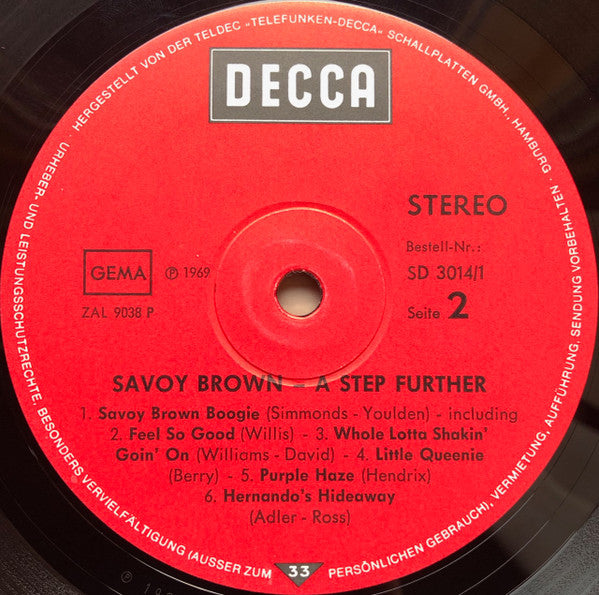 HERGESTELLT VON DER TELDEC „TELEFUNKEN-DECCA" SCHALLPLATTEN GMBH., HAMBURG ·
URHEBER- UND LEISTUNGSSCHUTZRECHTE, BESONDERS VERVIELFÄLTIGUNG (AUSSER ZUM PERSÖNLICHEN GEBRAUCH), VERMIETUNG, AUFFÜHRUNG, SENDUNG VORBEHALTEN ·
DECCA
STEREO
Bestell-Nr.:
GEMA ℗ 1969 SD 3014/1
ZAL 9038 P Seite 2
SAVOY BROWN - A STEP FURTHER
1. Savoy Brown Boogie (Simmonds - Youlden) - including
2. Feel So Good (Willis) - 3. Whole Lotta Shakin'
Goin' On (Williams - David) - 4. Little Queenie
(Berry) - 5. Purple Haze (Hendrix)
6. Hernando's Hideaway
(Adler - Ross)
33